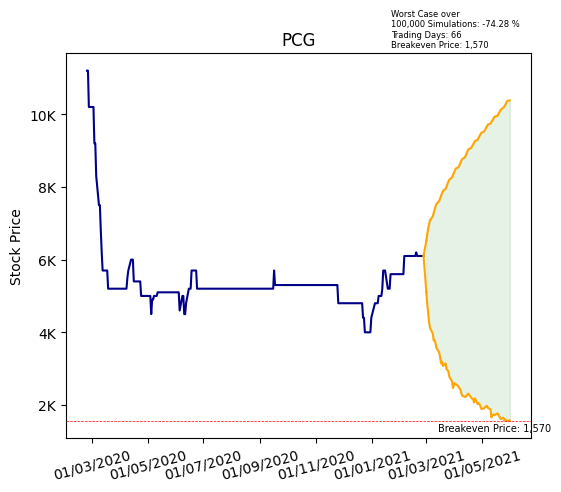 Worst Case over
100,000 Simulations: -74.28 %
Trading Days: 66
Breakeven Price: 1,570
PCG
Stock Price
10K
8K
6K
4K
2K
Breakeven Price: 1,570
01/03/2020
01/05/2020
01/07/2020
01/09/2020
01/11/2020
01/01/2021
01/03/2021
01/05/2021